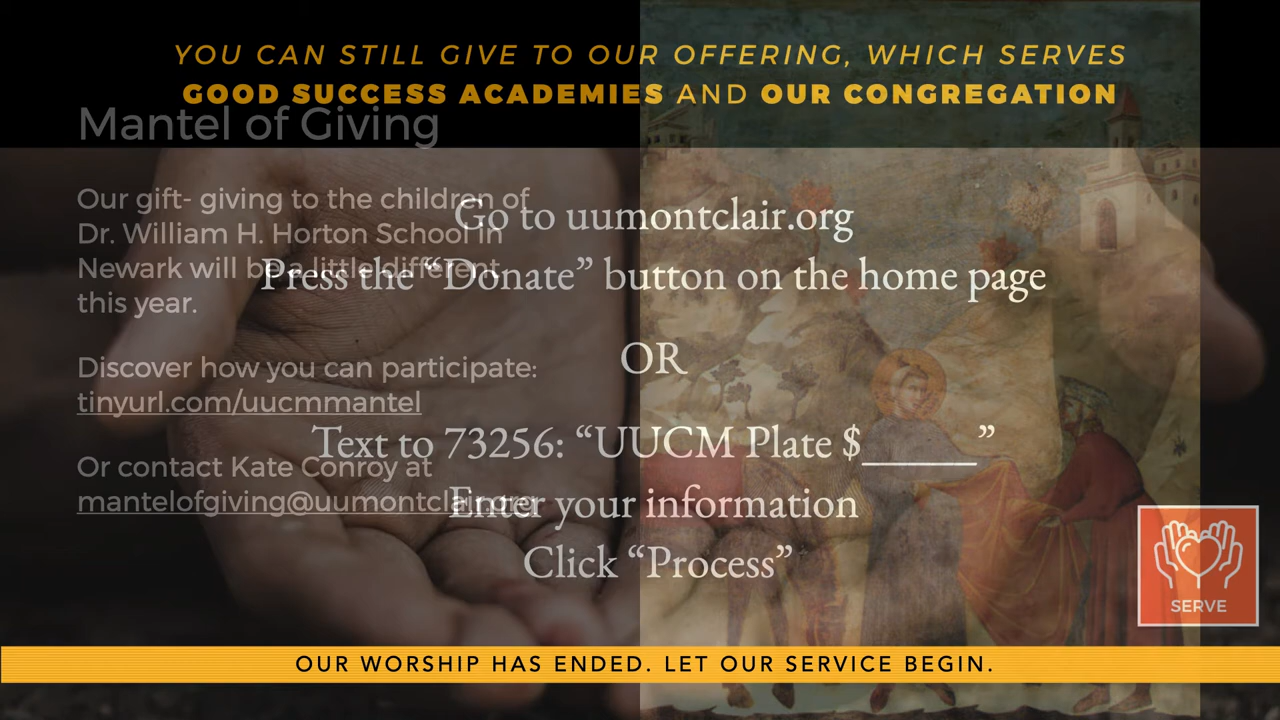 YOU CAN STILL GIVE TO OUR OFFERING, WHICH SERVES
GOOD SUCCESS ACADEMIES AND OUR CONGREGATION
Mantel of Giving
Our gift- giving to the children of
Dr. William H. Horton School in
Newark will be a little different
this year.
Discover how you can participate:
tinyurl.com/uucmmantel
Or contact Kate Conroy at
mantelofgiving@uumontclair.org
Go to uumontclair.org
Press the “Donate” button on the home page
OR
Text to 73256: “UUCM Plate $_____”
Enter your information
Click “Process”
SERVE
OUR WORSHIP HAS ENDED. LET OUR SERVICE BEGIN.